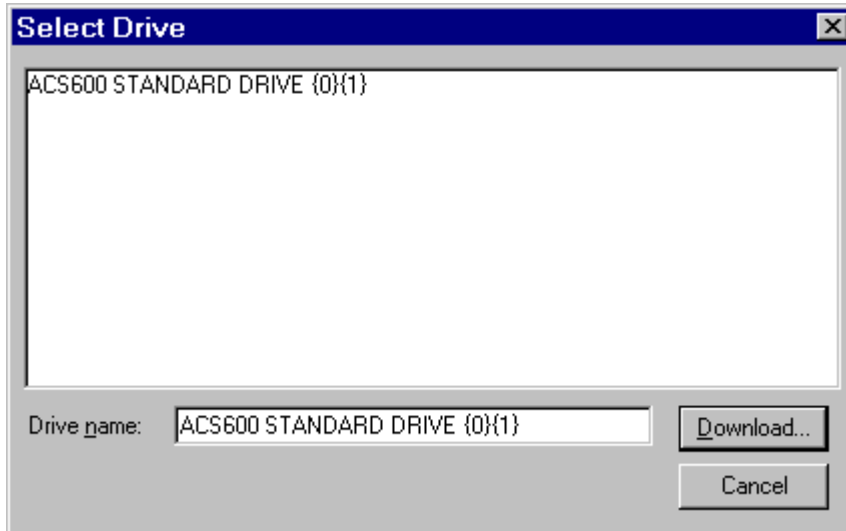 Select Drive
ACS600 STANDARD DRIVE {0}{1}
Drive name: ACS600 STANDARD DRIVE {0}{1} Download...
Cancel